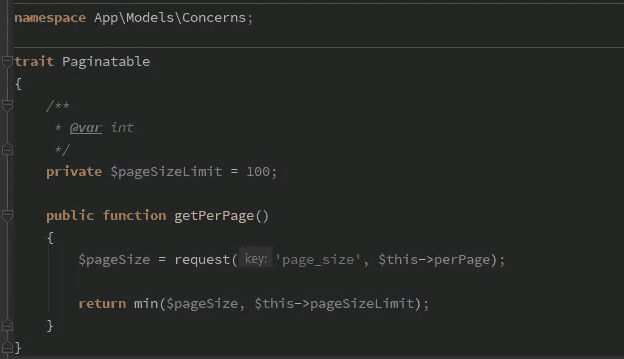 namespace App\Models\Concerns;
trait Paginatable
{
/**
* @var int
*/
private $pageSizeLimit = 100;
public function getPerPage()
{
$pageSize = request( key: 'page_size', $this->perPage);
return min($pageSize, $this->pageSizeLimit);
}
}